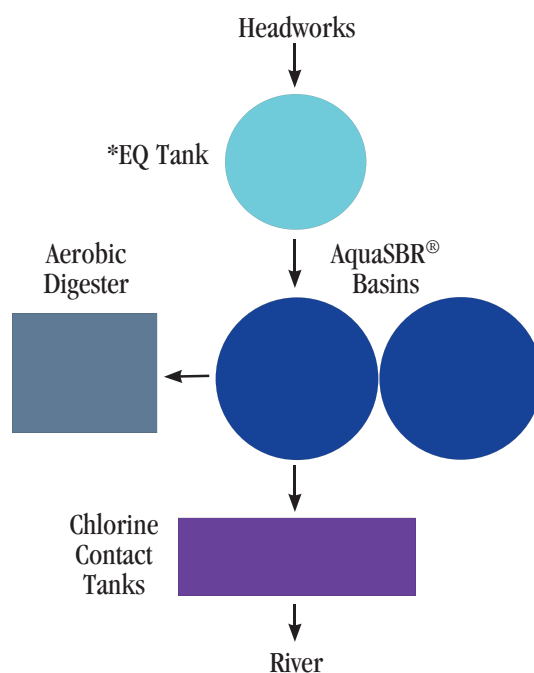 Headworks
*EQ Tank
Aerobic
Digester
AquaSBR®
Basins
Chlorine
Contact
Tanks
River